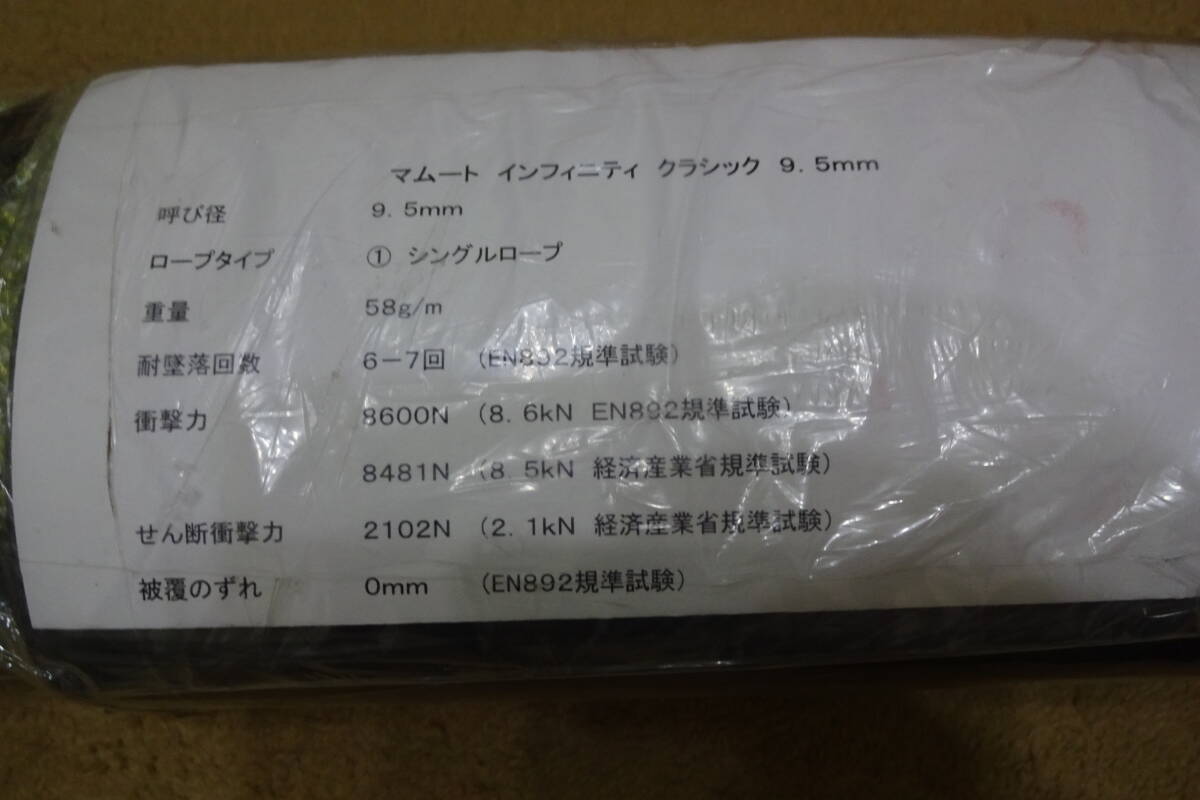 マムート インフィニティ クラシック 9.5mm
呼び径 9.5mm
ロープタイプ ① シングルロープ
重量 58g/m
耐墜落回数 6－7回 (EN892規準試験)
衝撃力 8600N (8.6kN EN892規準試験)
8481N (8.5kN 経済産業省規準試験)
せん断衝撃力 2102N (2.1kN 経済産業省規準試験)
被覆のずれ 0mm (EN892規準試験)